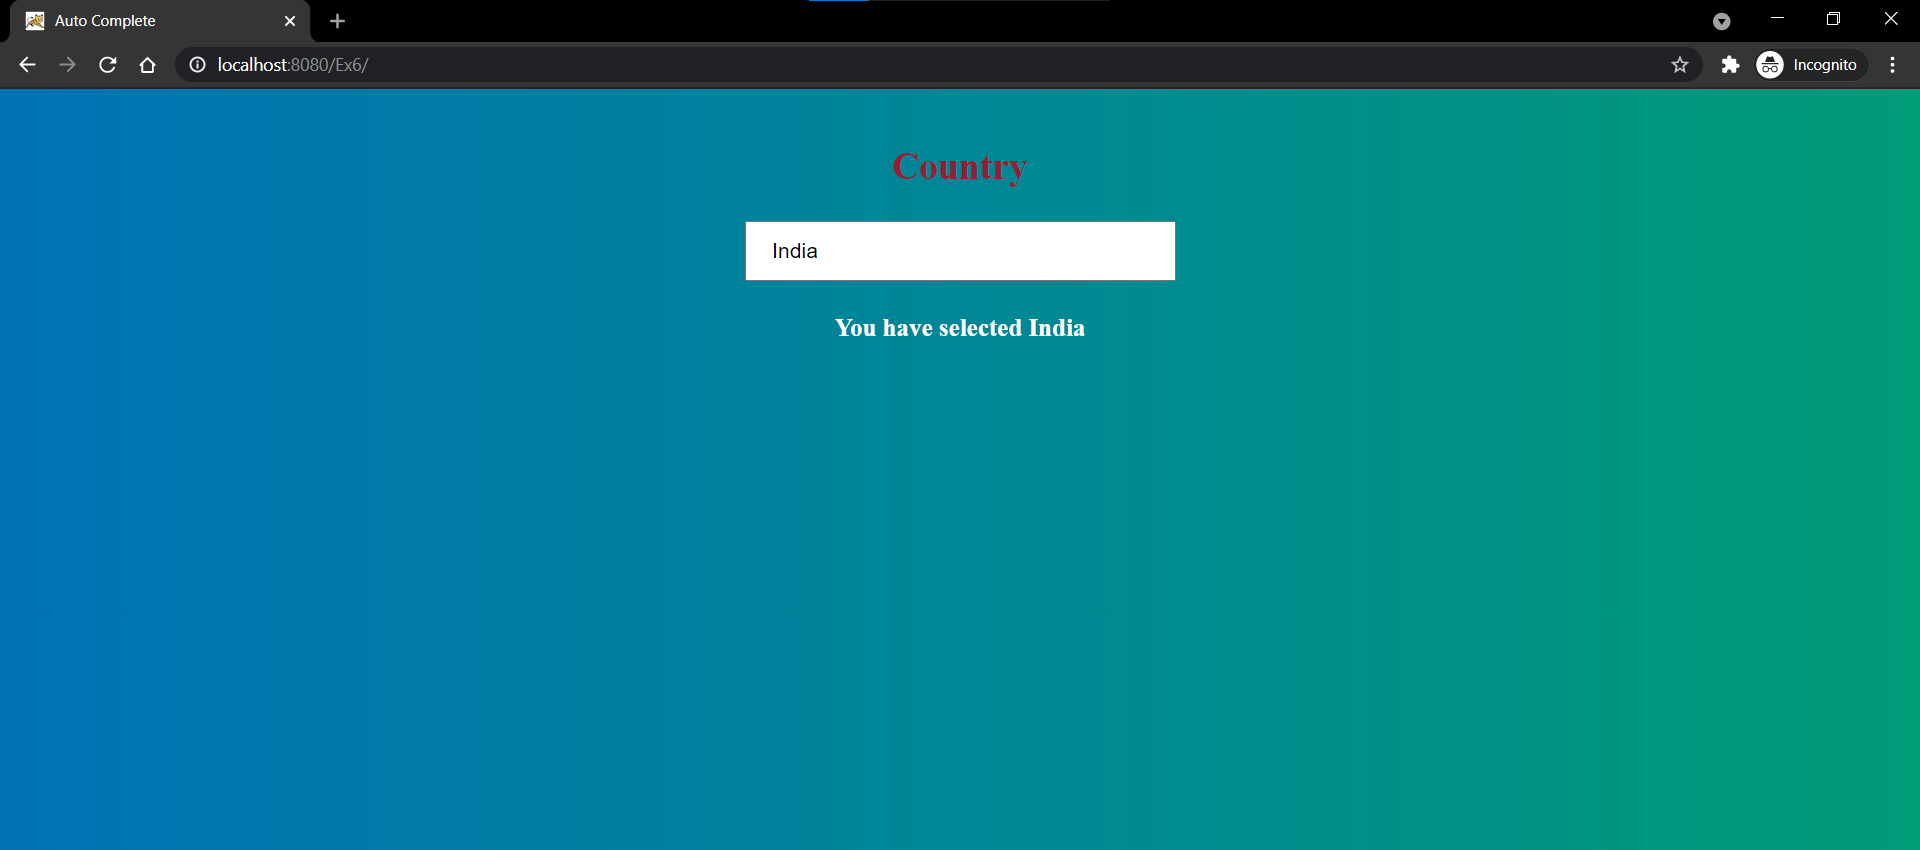 Auto Complete
localhost:8080/Ex6/
Incognito
Country
India
You have selected India